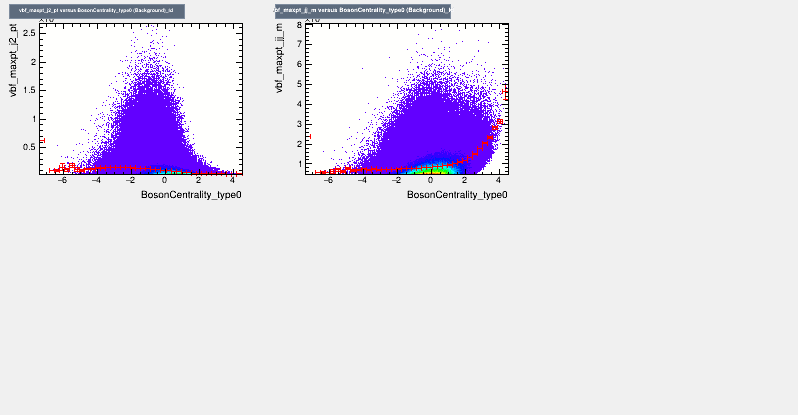 vbf_maxpt_j2_pt versus BosonCentrality_type0 (Background)_Id
vbf_maxpt_j2_pt
2.5
2
1.5
1
0.5
−6 −4 −2 0 2 4
BosonCentrality_type0
bf_maxpt_jj_m versus BosonCentrality_type0 (Background)_I
vbf_maxpt_jj_m
8
7
6
5
4
3
2
1
−6 −4 −2 0 2 4
BosonCentrality_type0